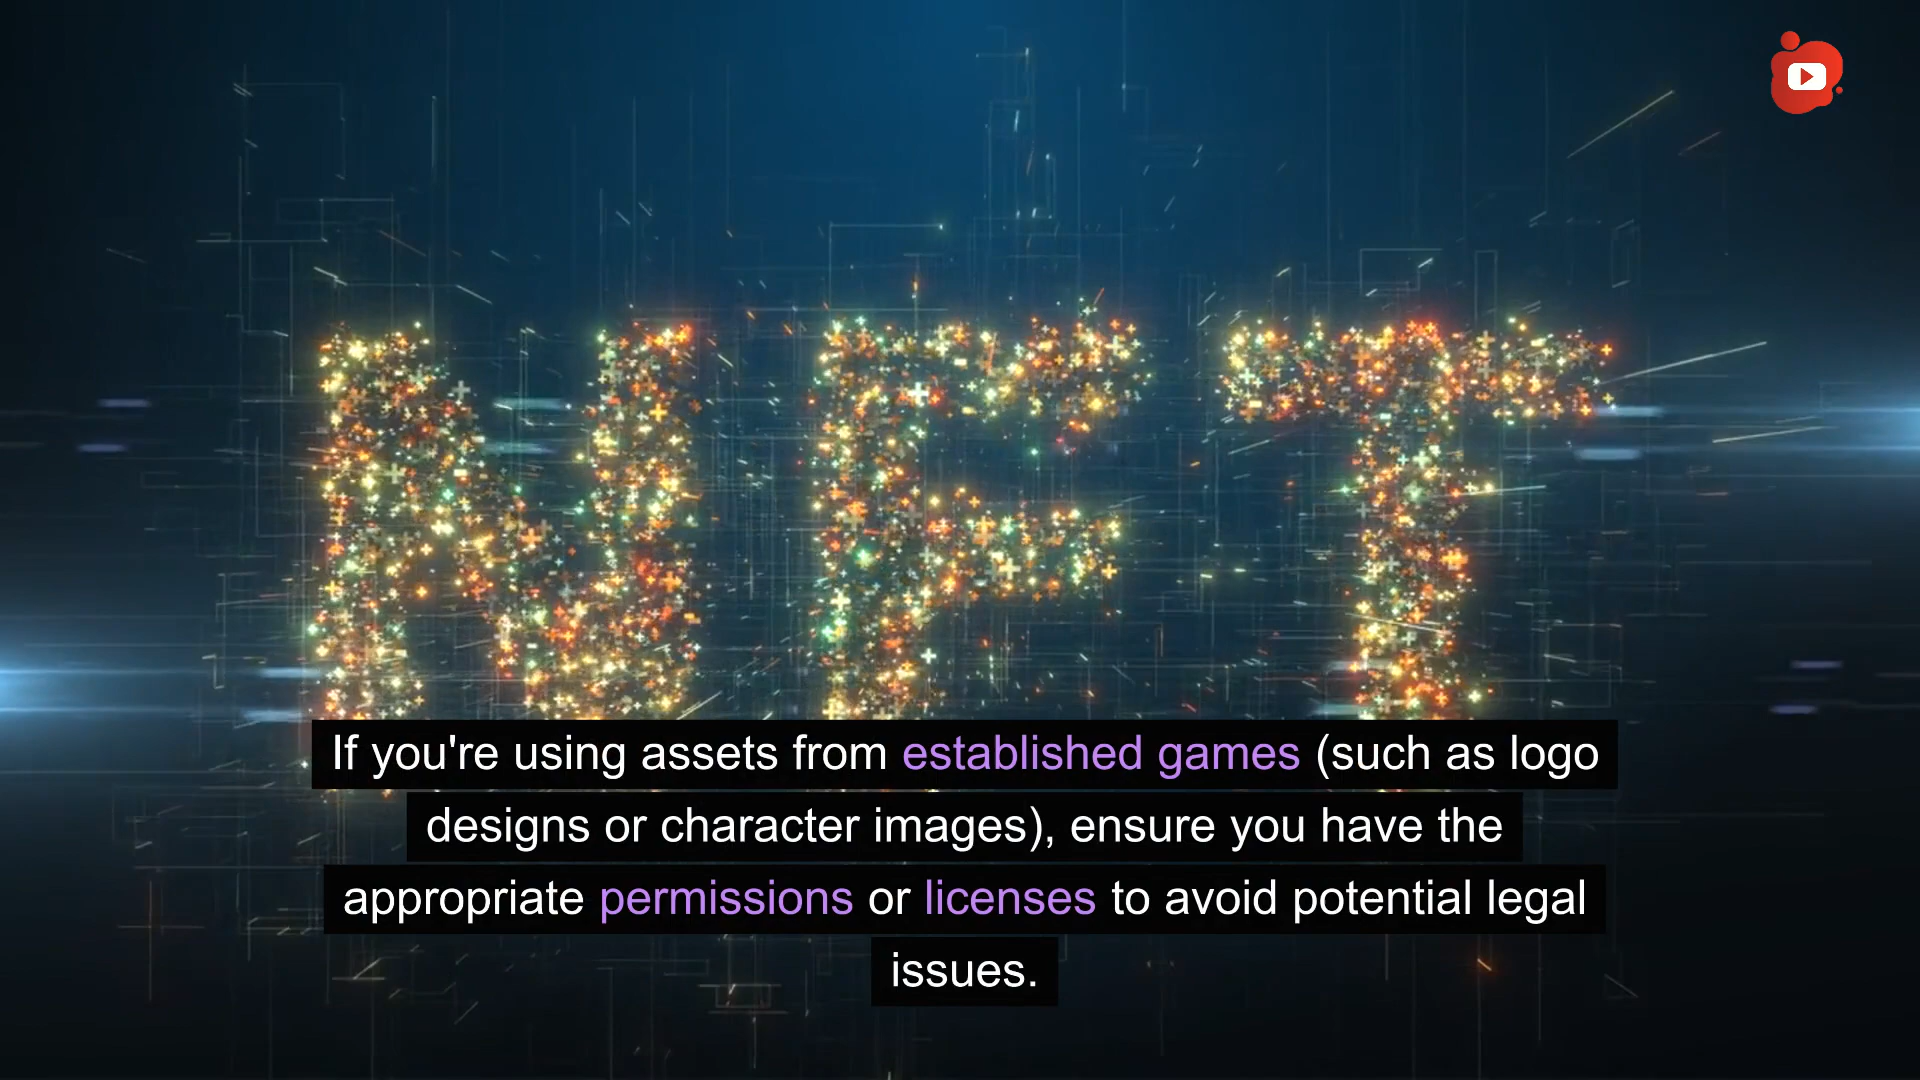 NFT
If you're using assets from established games (such as logo
designs or character images), ensure you have the
appropriate permissions or licenses to avoid potential legal
issues.